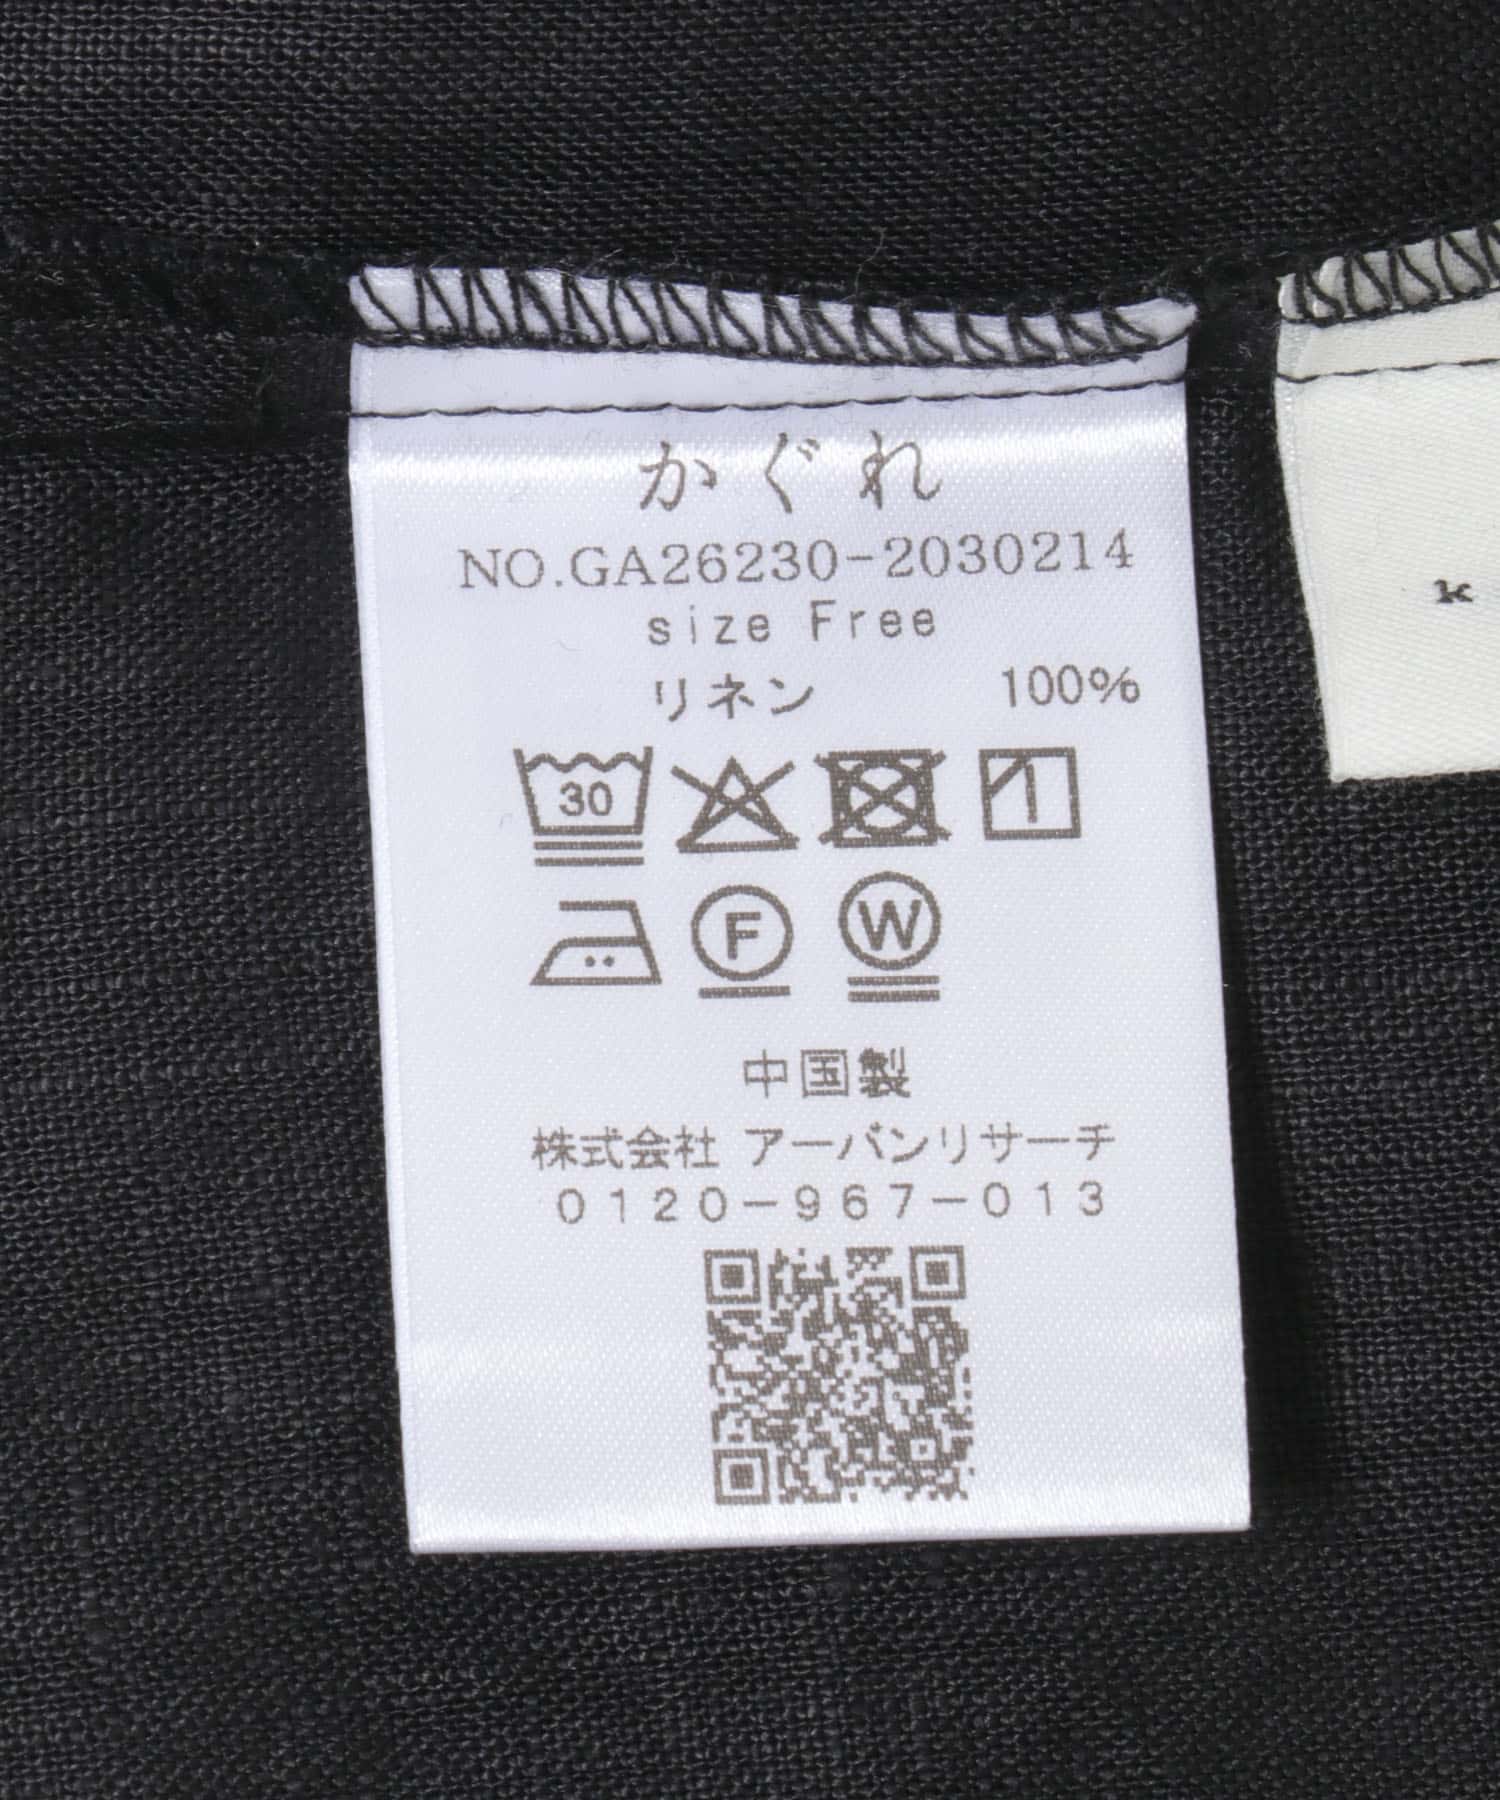 かぐれ
NO.GA26230-2030214
size Free
リネン 100%
30
F W
中国製
株式会社 アーバンリサーチ
0120-967-013
k